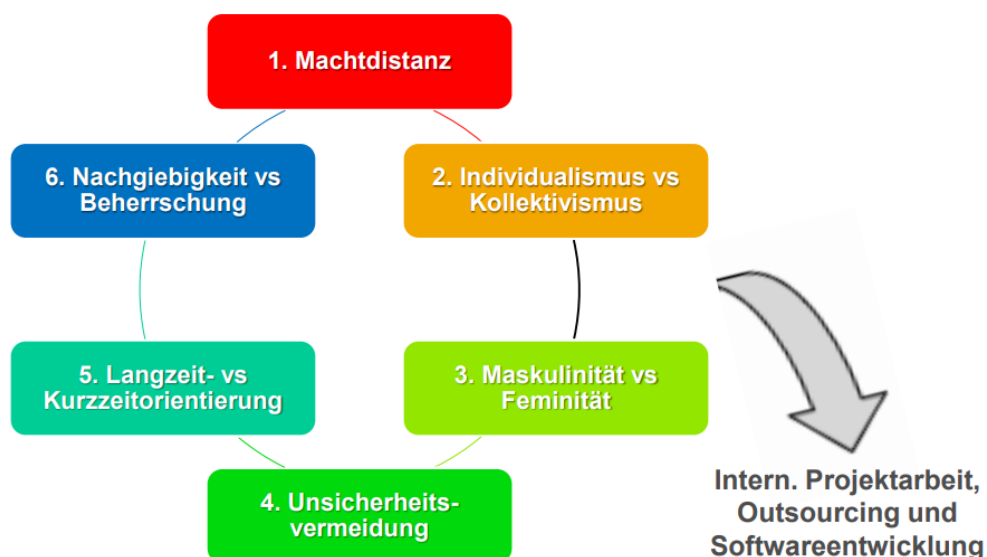 1. Machtdistanz
2. Individualismus vs
Kollektivismus
3. Maskulinität vs
Feminität
4. Unsicherheits-
vermeidung
5. Langzeit- vs
Kurzzeitorientierung
6. Nachgiebigkeit vs
Beherrschung
Intern. Projektarbeit,
Outsourcing und
Softwareentwicklung